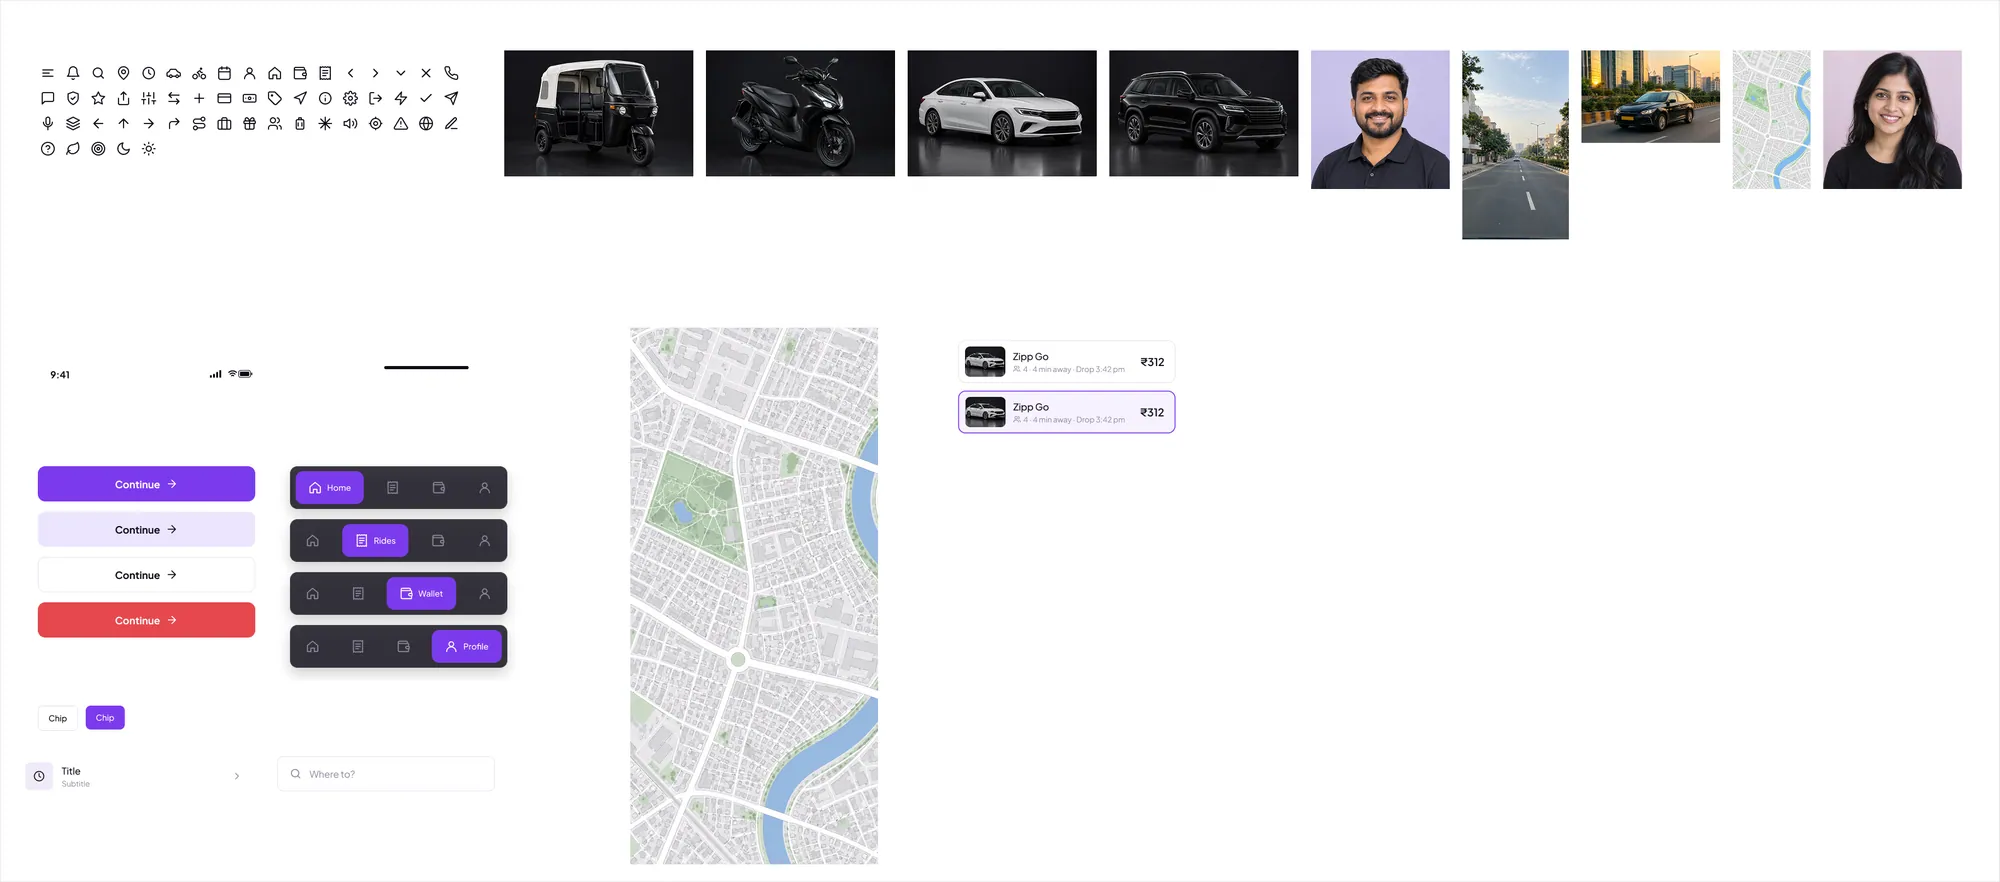 9:41
Zipp Go
4 · 4 min away · Drop 3:42 pm
₹312
Zipp Go
4 · 4 min away · Drop 3:42 pm
₹312
Continue
Continue
Continue
Continue
Home
Rides
Wallet
Profile
Chip
Chip
Title
Subtitle
Where to?